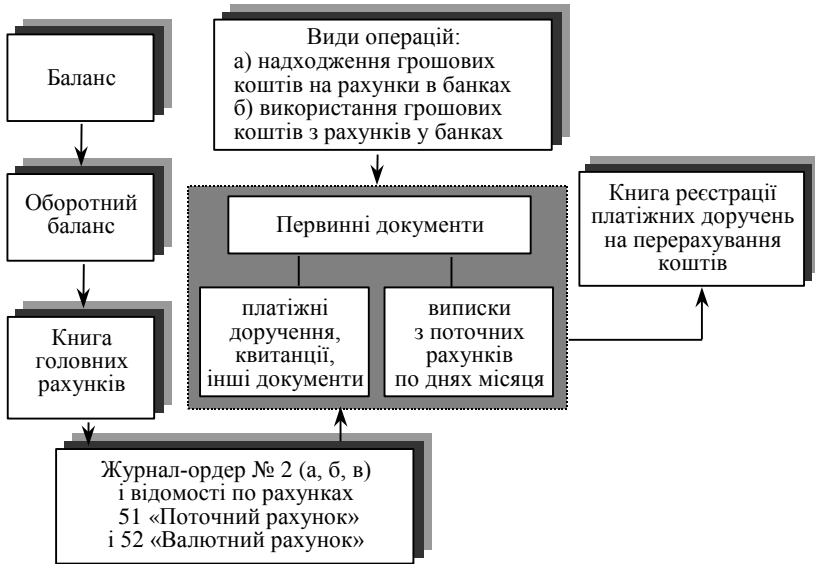 Баланс
Оборотний
баланс
Книга
головних
рахунків
Види операцій:
а) надходження грошових
коштів на рахунки в банках
б) використання грошових
коштів з рахунків у банках
Первинні документи
платіжні
доручення,
квитанції,
інші документи
виписки
з поточних
рахунків
по днях місяця
Книга реєстрації
платіжних доручень
на перерахування
коштів
Журнал-ордер № 2 (а, б, в)
і відомості по рахунках
51 «Поточний рахунок»
і 52 «Валютний рахунок»